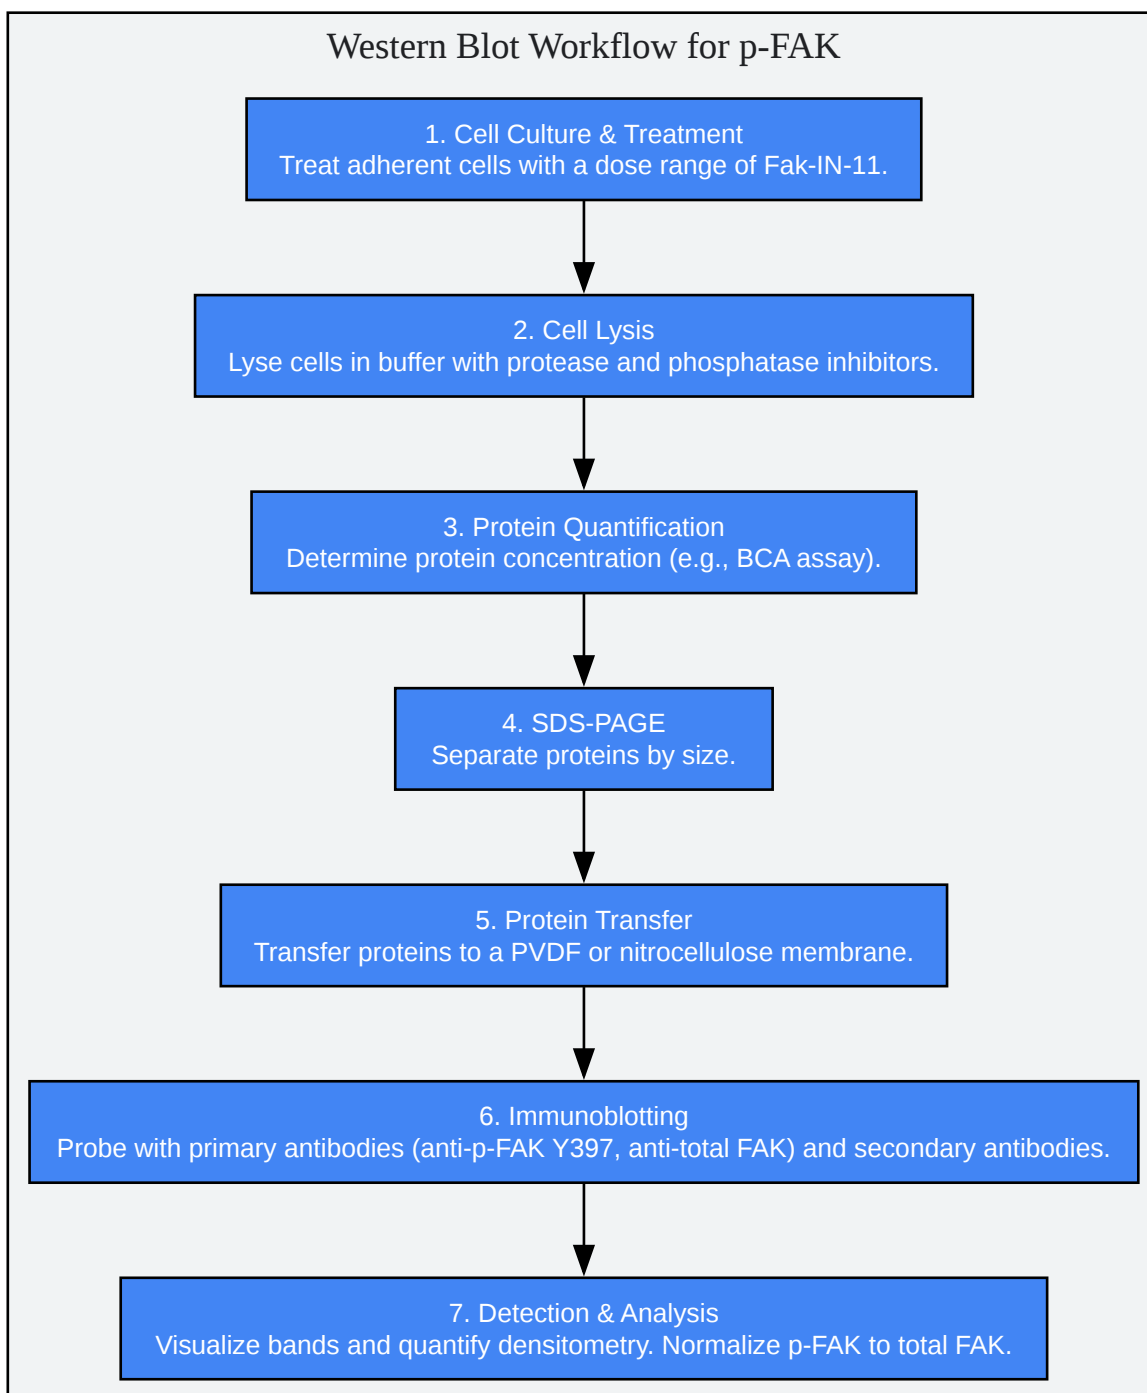 Western Blot Workflow for p-FAK
1. Cell Culture & Treatment
Treat adherent cells with a dose range of Fak-IN-11.
2. Cell Lysis
Lyse cells in buffer with protease and phosphatase inhibitors.
3. Protein Quantification
Determine protein concentration (e.g., BCA assay).
4. SDS-PAGE
Separate proteins by size.
5. Protein Transfer
Transfer proteins to a PVDF or nitrocellulose membrane.
6. Immunoblotting
Probe with primary antibodies (anti-p-FAK Y397, anti-total FAK) and secondary antibodies.
7. Detection & Analysis
Visualize bands and quantify densitometry. Normalize p-FAK to total FAK.